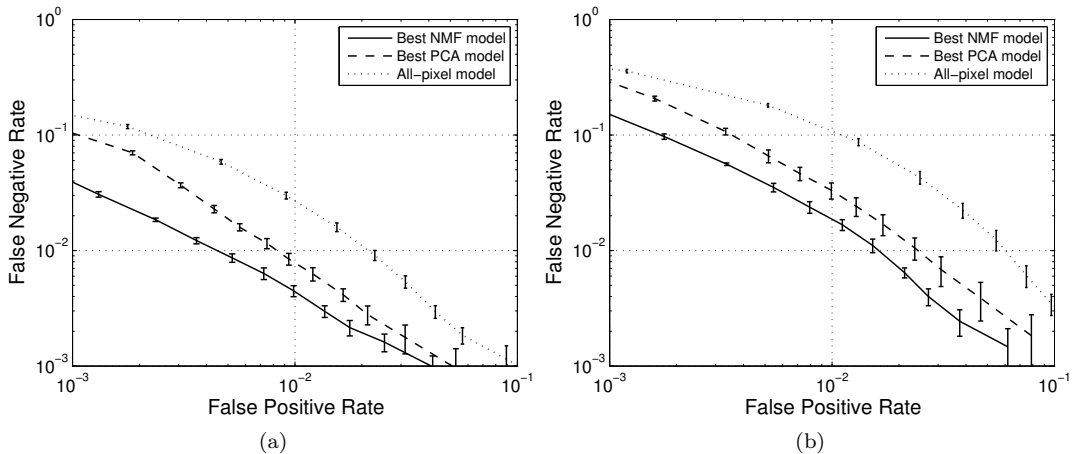 10^0
10^−1
10^−2
10^−3
False Negative Rate
10^−3
10^−2
10^−1
False Positive Rate
Best NMF model
Best PCA model
All−pixel model
(a)
10^0
10^−1
10^−2
10^−3
False Negative Rate
10^−3
10^−2
10^−1
False Positive Rate
Best NMF model
Best PCA model
All−pixel model
(b)